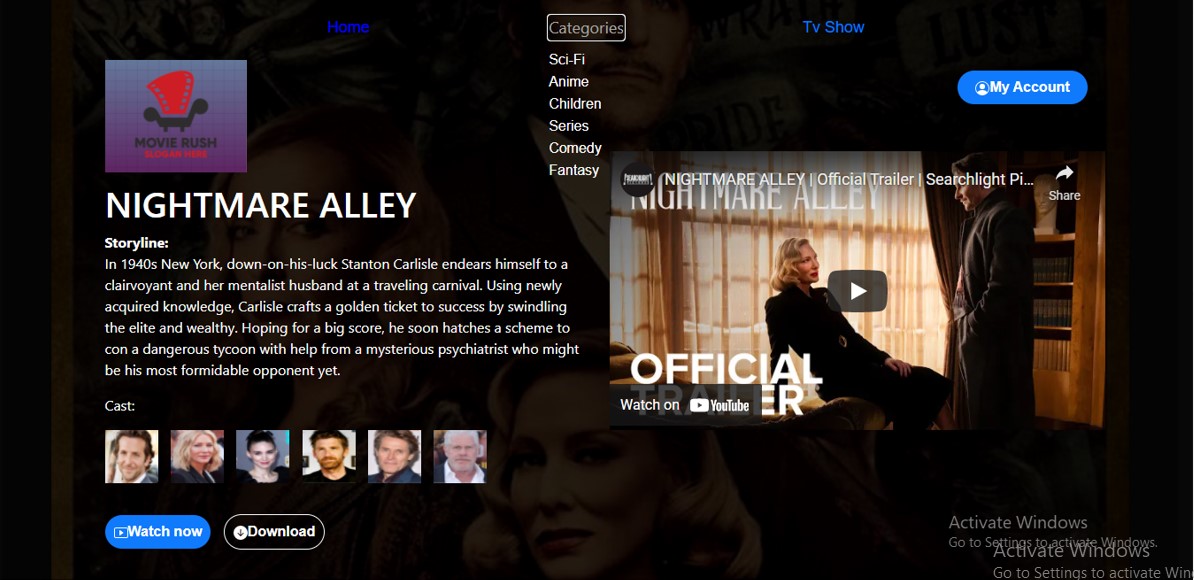 Home
Categories
Tv Show
Sci-Fi
Anime
Children
Series
Comedy
Fantasy
My Account
MOVIE RUSH
SLOGAN HERE
NIGHTMARE ALLEY | Official Trailer | Searchlight Pi...
NIGHTMARE ALLEY
Share
NIGHTMARE ALLEY
Storyline:
In 1940s New York, down-on-his-luck Stanton Carlisle endears himself to a
clairvoyant and her mentalist husband at a traveling carnival. Using newly
acquired knowledge, Carlisle crafts a golden ticket to success by swindling
the elite and wealthy. Hoping for a big score, he soon hatches a scheme to
con a dangerous tycoon with help from a mysterious psychiatrist who might
be his most formidable opponent yet.
OFFICIAL
TRAILER
Watch on YouTube
Cast:
Watch now
Download
Activate Windows
Go to Settings to activate Windows.
Activate Windows
Go to Settings to activate Win